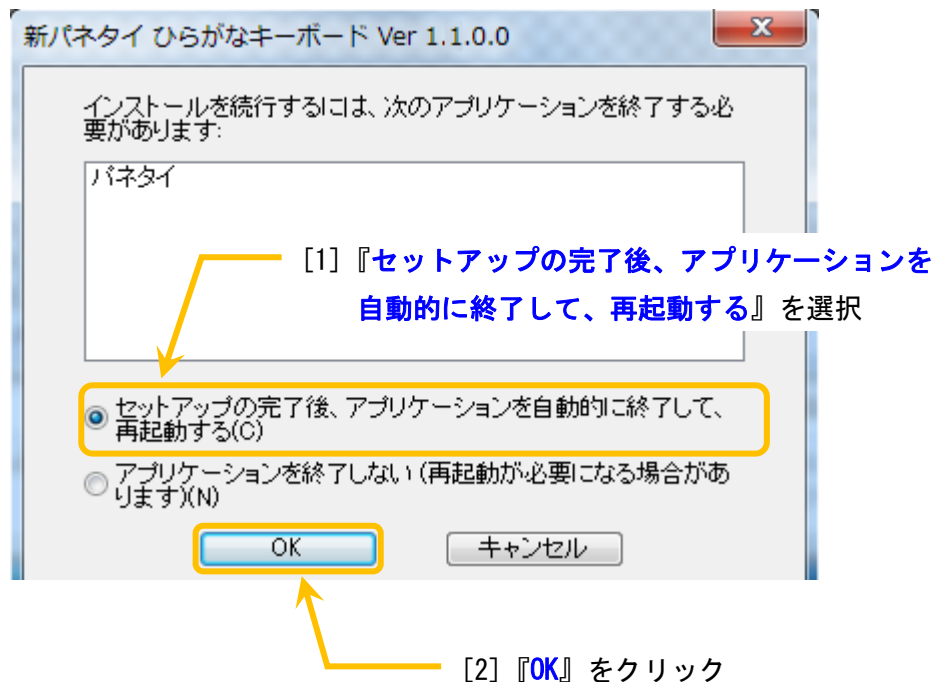 新パネタイ ひらがなキーボード Ver 1.1.0.0
インストールを続行するには、次のアプリケーションを終了する必
要があります:
パネタイ
[1]『セットアップの完了後、アプリケーションを
自動的に終了して、再起動する』を選択
セットアップの完了後、アプリケーションを自動的に終了して、
再起動する(C)
アプリケーションを終了しない (再起動が必要になる場合があ
ります)(N)
OK
キャンセル
[2]『OK』をクリック